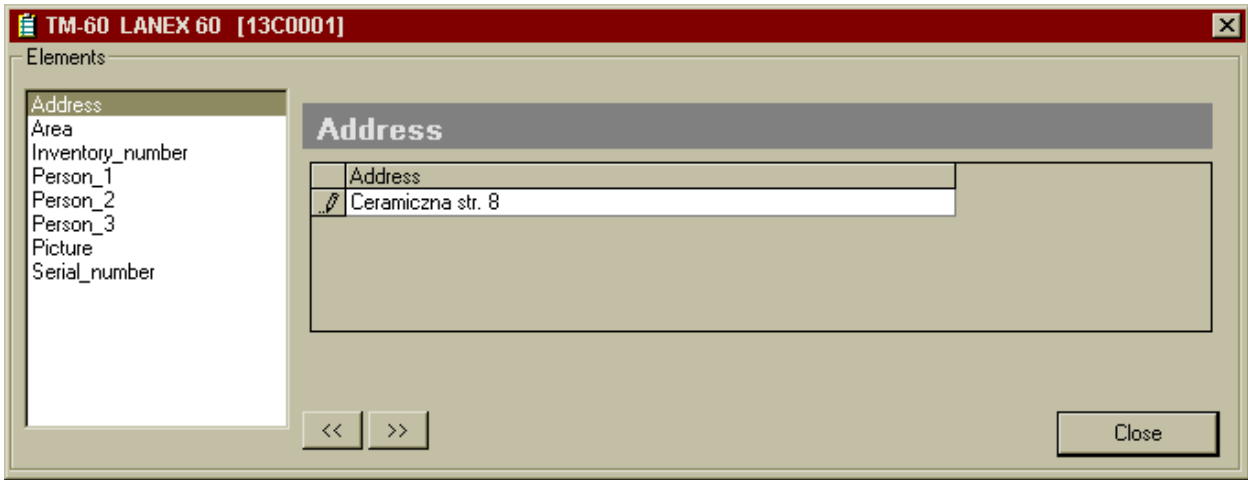 TM-60 LANEX 60 [13C0001]
Elements
Address
Area
Inventory_number
Person_1
Person_2
Person_3
Picture
Serial_number
Address
Address
Ceramiczna str. 8
<<
>>
Close